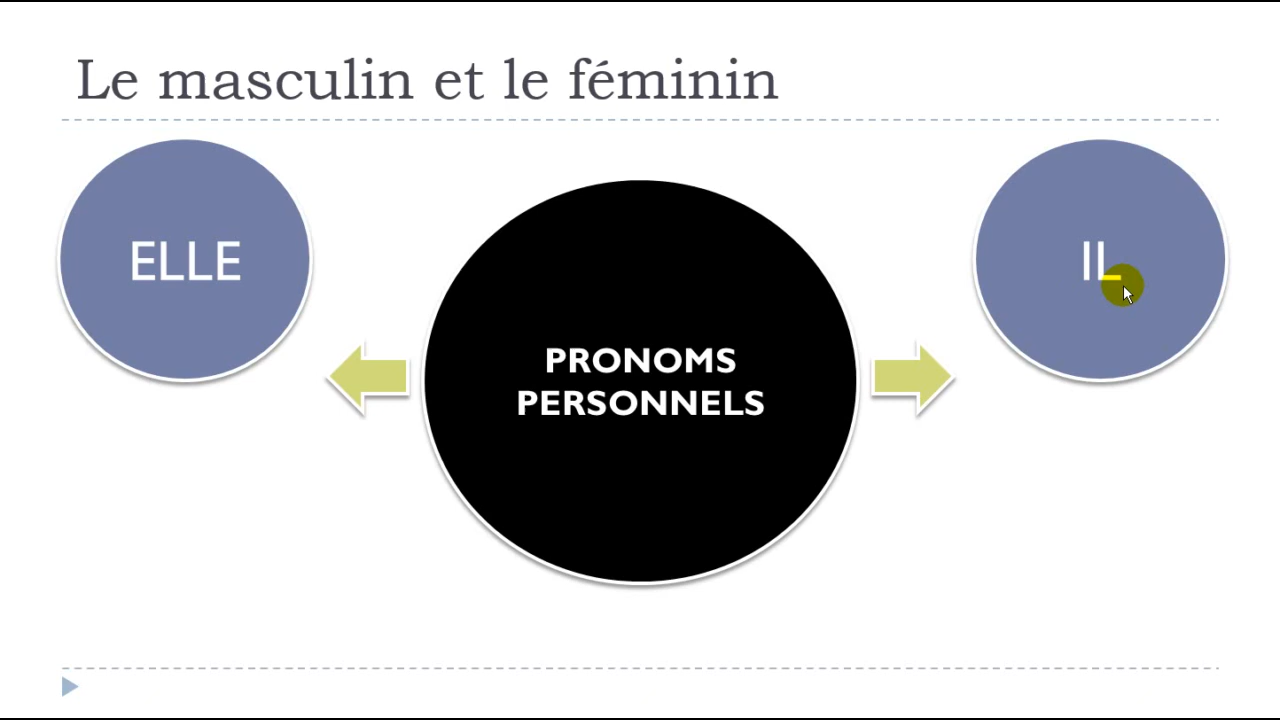 Le masculin et le féminin
ELLE
PRONOMS
PERSONNELS
IL